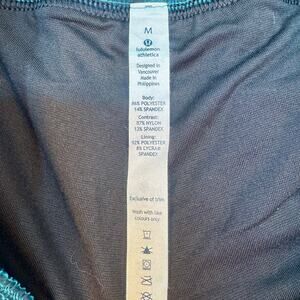 M
lululemon
athletica
Designed in
Vancouver
Made in
Philippines
Body:
86% POLYESTER
14% SPANDEX
Contrast:
87% NYLON
13% SPANDEX
Lining:
92% POLYESTER
8% LYCRA®
SPANDEX
Exclusive of trim
Wash with like
colours only